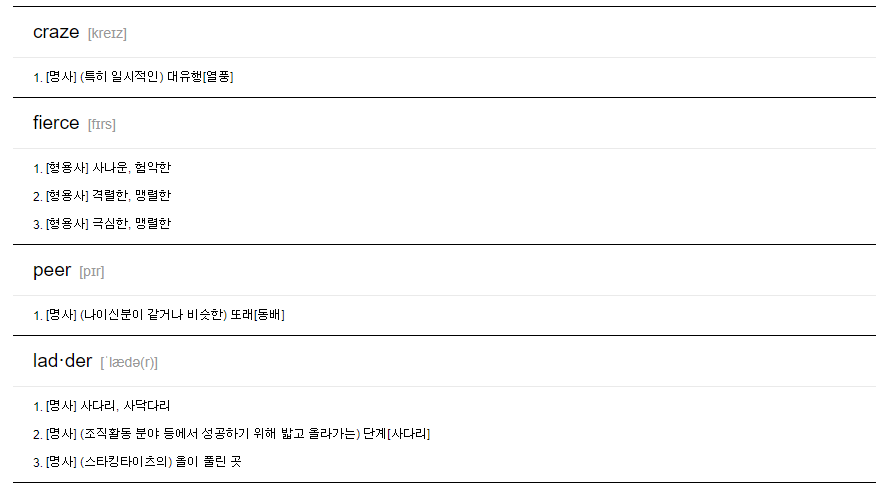 craze [kreɪz]
1. [명사] (특히 일시적인) 대유행[열풍]
fierce [fɪrs]
1. [형용사] 사나운, 험악한
2. [형용사] 격렬한, 맹렬한
3. [형용사] 극심한, 맹렬한
peer [pɪr]
1. [명사] (나이신분이 같거나 비슷한) 또래[동배]
lad·der [ˈlædə(r)]
1. [명사] 사다리, 사닥다리
2. [명사] (조직활동 분야 등에서 성공하기 위해 밟고 올라가는) 단계[사다리]
3. [명사] (스타킹타이츠의) 올이 풀린 곳